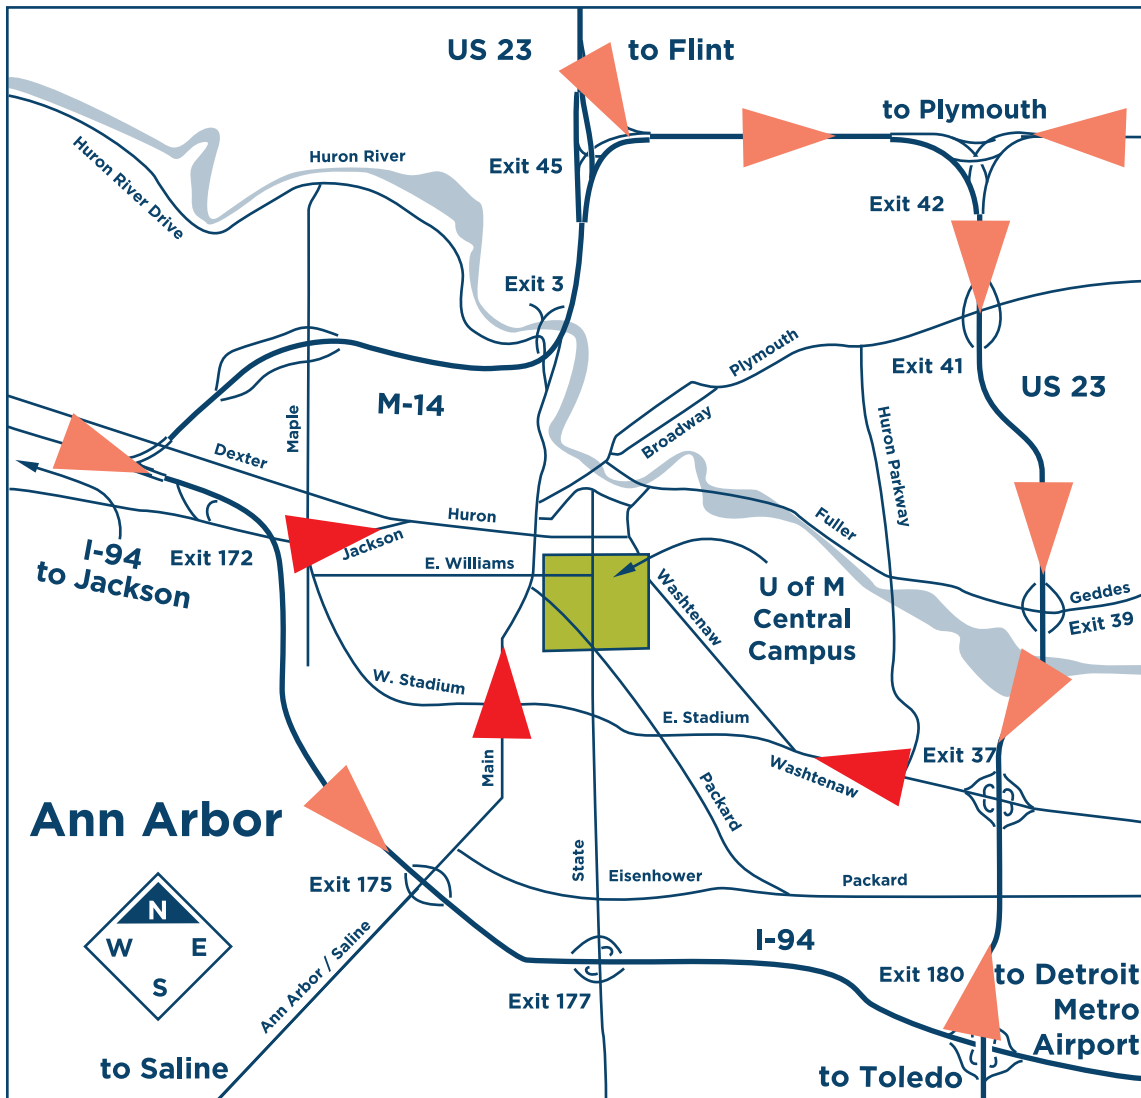 US 23
to Flint
to Plymouth
Huron River
Exit 45
Huron River Drive
Exit 42
Exit 3
Plymouth
Exit 41
US 23
M-14
Maple
Broadway
Huron Parkway
Dexter
Huron
Jackson
Fuller
I-94
to Jackson
Exit 172
E. Williams
U of M
Central
Campus
Washtenaw
Geddes
Exit 39
W. Stadium
E. Stadium
Main
Exit 37
Washtenaw
Packard
Ann Arbor
State
Exit 175
Eisenhower
Packard
N
W
E
S
Ann Arbor / Saline
I-94
Exit 180
to Detroit
Metro
Airport
Exit 177
to Saline
to Toledo